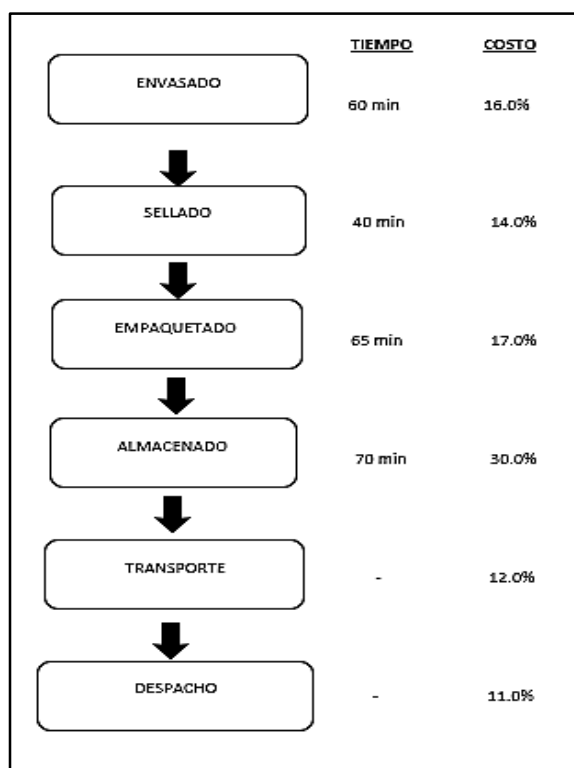 TIEMPO COSTO
ENVASADO
60 min 16.0%
SELLADO
40 min 14.0%
EMPAQUETADO
65 min 17.0%
ALMACENADO
70 min 30.0%
TRANSPORTE
- 12.0%
DESPACHO
- 11.0%